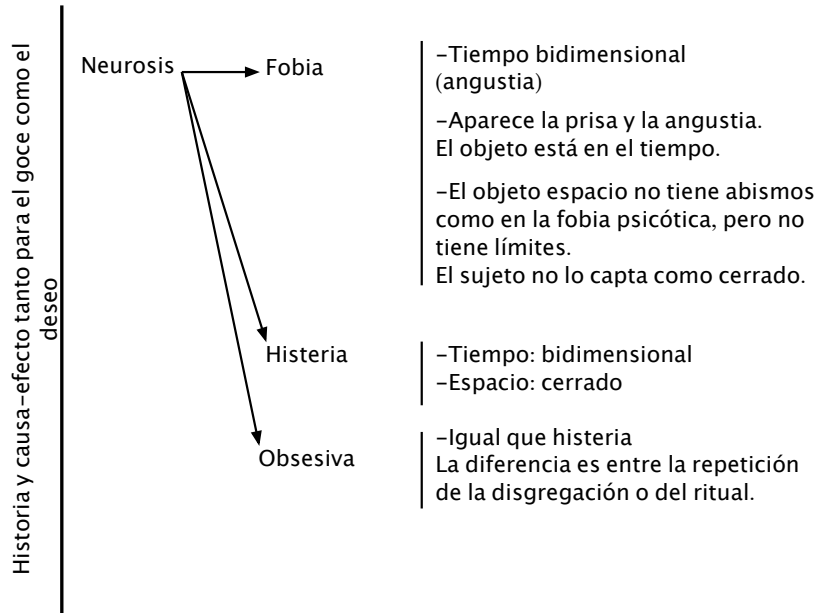 Historia y causa-efecto tanto para el goce como el
deseo
Neurosis
Fobia
-Tiempo bidimensional
(angustia)
-Aparece la prisa y la angustia.
El objeto está en el tiempo.
-El objeto espacio no tiene abismos
como en la fobia psicótica, pero no
tiene límites.
El sujeto no lo capta como cerrado.
Histeria
-Tiempo: bidimensional
-Espacio: cerrado
Obsesiva
-Igual que histeria
La diferencia es entre la repetición
de la disgregación o del ritual.